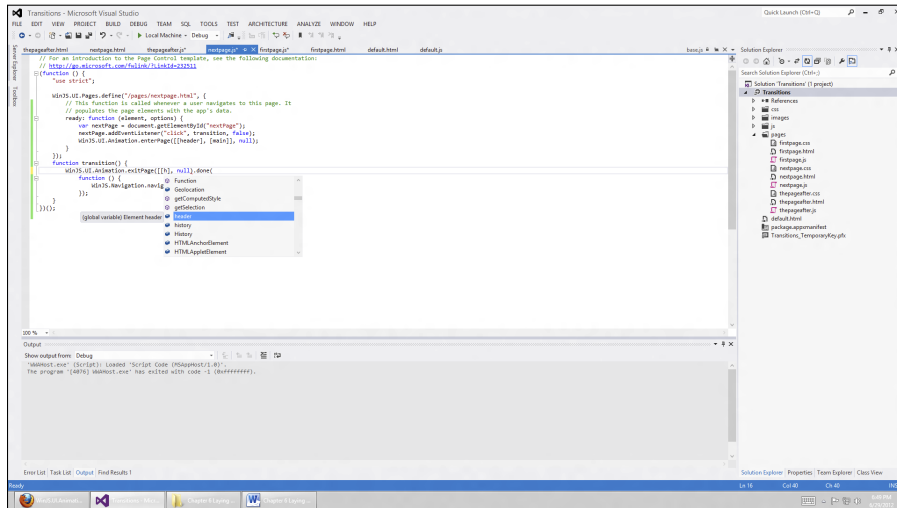 Transitions - Microsoft Visual Studio
Quick Launch (Ctrl+Q)
FILE EDIT VIEW PROJECT BUILD DEBUG TEAM SQL TOOLS TEST ARCHITECTURE ANALYZE WINDOW HELP
Local Machine Debug
thepageafter.html nextpage.html thepageafter.js* nextpage.js* firstpage.js* firstpage.html default.html default.js base.js
Server Explorer
Toolbox
// For an introduction to the Page Control template, see the following documentation:
// http://go.microsoft.com/fwlink/?LinkId=232511
(function () {
"use strict";
WinJS.UI.Pages.define("/pages/nextpage.html", {
// This function is called whenever a user navigates to this page. It
// populates the page elements with the app's data.
ready: function (element, options) {
var nextPage = document.getElementById("nextPage");
nextPage.addEventListener("click", transition, false);
WinJS.UI.Animation.enterPage([[header], [main]], null);
}
});
function transition() {
WinJS.UI.Animation.exitPage([[h], null).done(
function () {
WinJS.Navigation.navig
});
}
})();
Function
Geolocation
getComputedStyle
getSelection
header
history
History
HTMLAnchorElement
HTMLAppletElement
(global variable) Element header
100 %
Output
Show output from: Debug
'WWAHost.exe' (Script): Loaded 'Script Code (MSAppHost/1.0)'.
The program '[4076] WWAHost.exe' has exited with code -1 (0xffffffff).
Error List Task List Output Find Results 1
Solution Explorer
Search Solution Explorer (Ctrl+;)
Solution 'Transitions' (1 project)
Transitions
References
css
images
js
pages
firstpage.css
firstpage.html
firstpage.js
nextpage.css
nextpage.html
nextpage.js
thepageafter.css
thepageafter.html
thepageafter.js
default.html
package.appxmanifest
Transitions_TemporaryKey.pfx
Solution Explorer Properties Team Explorer Class View
Ready Ln 16 Col 40 Ch 40 INS